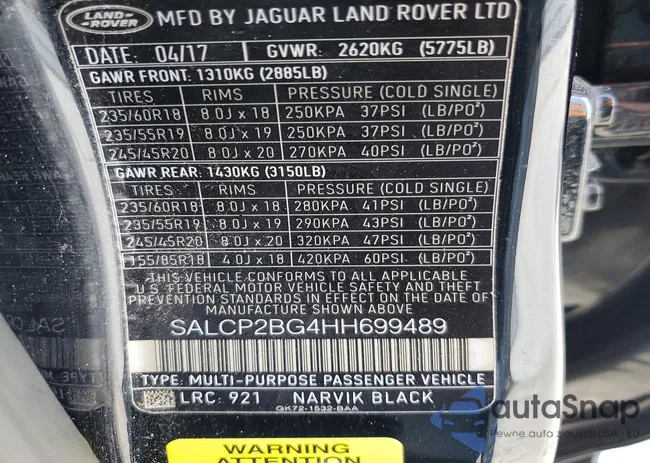 LAND-
-ROVER
MFD BY JAGUAR LAND ROVER LTD
DATE: 04/17 GVWR: 2620KG (5775LB)
GAWR FRONT: 1310KG (2885LB)
TIRES RIMS PRESSURE (COLD SINGLE)
235/60R18 8.0J x 18 250KPA 37PSI (LB/PO²)
235/55R19 8.0J x 19 250KPA 37PSI (LB/PO²)
245/45R20 8.0J x 20 270KPA 40PSI (LB/PO²)
GAWR REAR: 1430KG (3150LB)
TIRES RIMS PRESSURE (COLD SINGLE)
235/60R18 8.0J x 18 280KPA 41PSI (LB/PO²)
235/55R19 8.0J x 19 290KPA 43PSI (LB/PO²)
245/45R20 8.0J x 20 320KPA 47PSI (LB/PO²)
155/85R18 4.0J x 18 420KPA 60PSI (LB/PO²)
THIS VEHICLE CONFORMS TO ALL APPLICABLE
U.S. FEDERAL MOTOR VEHICLE SAFETY AND THEFT
PREVENTION STANDARDS IN EFFECT ON THE DATE OF
MANUFACTURE SHOWN ABOVE
SALCP2BG4HH699489
TYPE: MULTI-PURPOSE PASSENGER VEHICLE
LRC: 921 NARVIK BLACK
GK72-1532-BAA
WARNING
autoSnap
Pewne auto z aukcji USA i EU